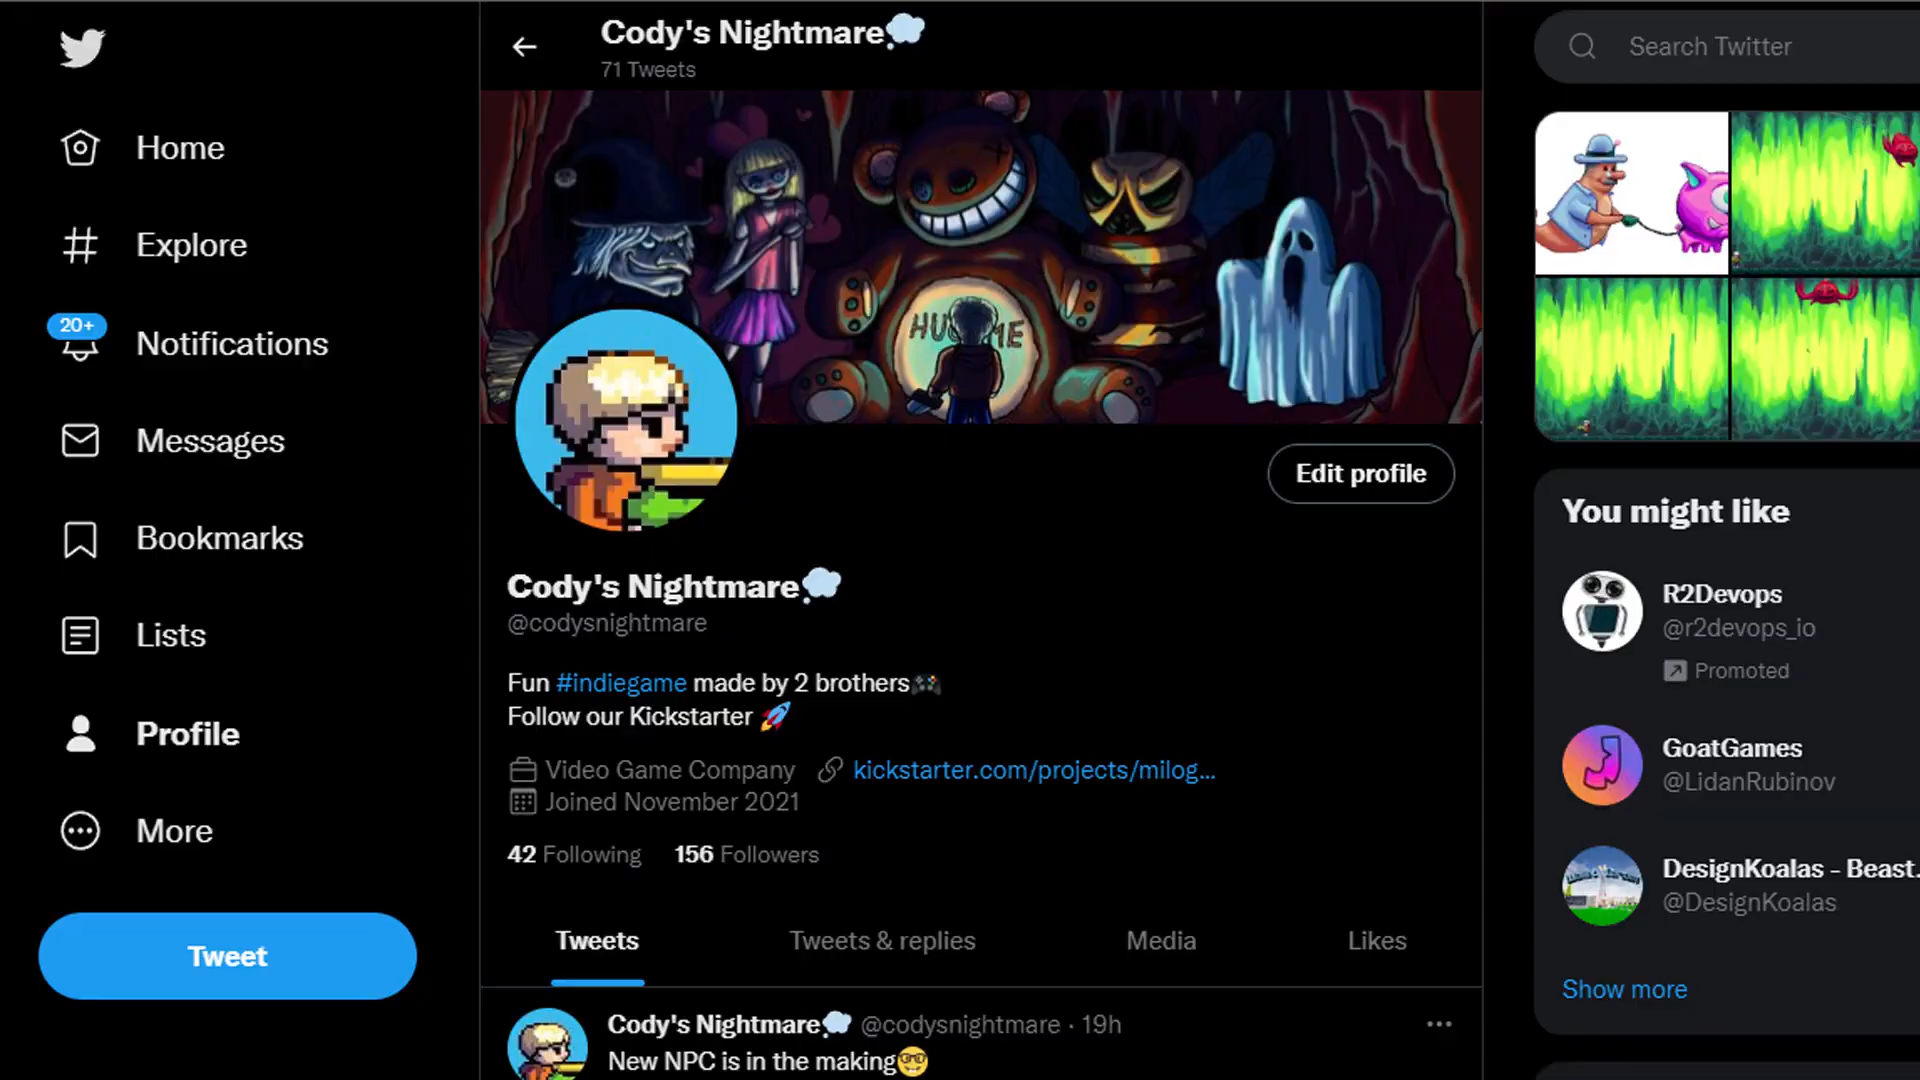 Home
Explore
20+
Notifications
Messages
Bookmarks
Lists
Profile
More
Tweet
Cody's Nightmare
71 Tweets
HUG ME
Edit profile
Cody's Nightmare
@codysnightmare
Fun #indiegame made by 2 brothers
Follow our Kickstarter
Video Game Company kickstarter.com/projects/milog...
Joined November 2021
42 Following 156 Followers
Tweets Tweets & replies Media Likes
Cody's Nightmare @codysnightmare · 19h
New NPC is in the making
Search Twitter
You might like
R2Devops
@r2devops_io
Promoted
GoatGames
@LidanRubinov
DesignKoalas - Beast.
@DesignKoalas
Show more